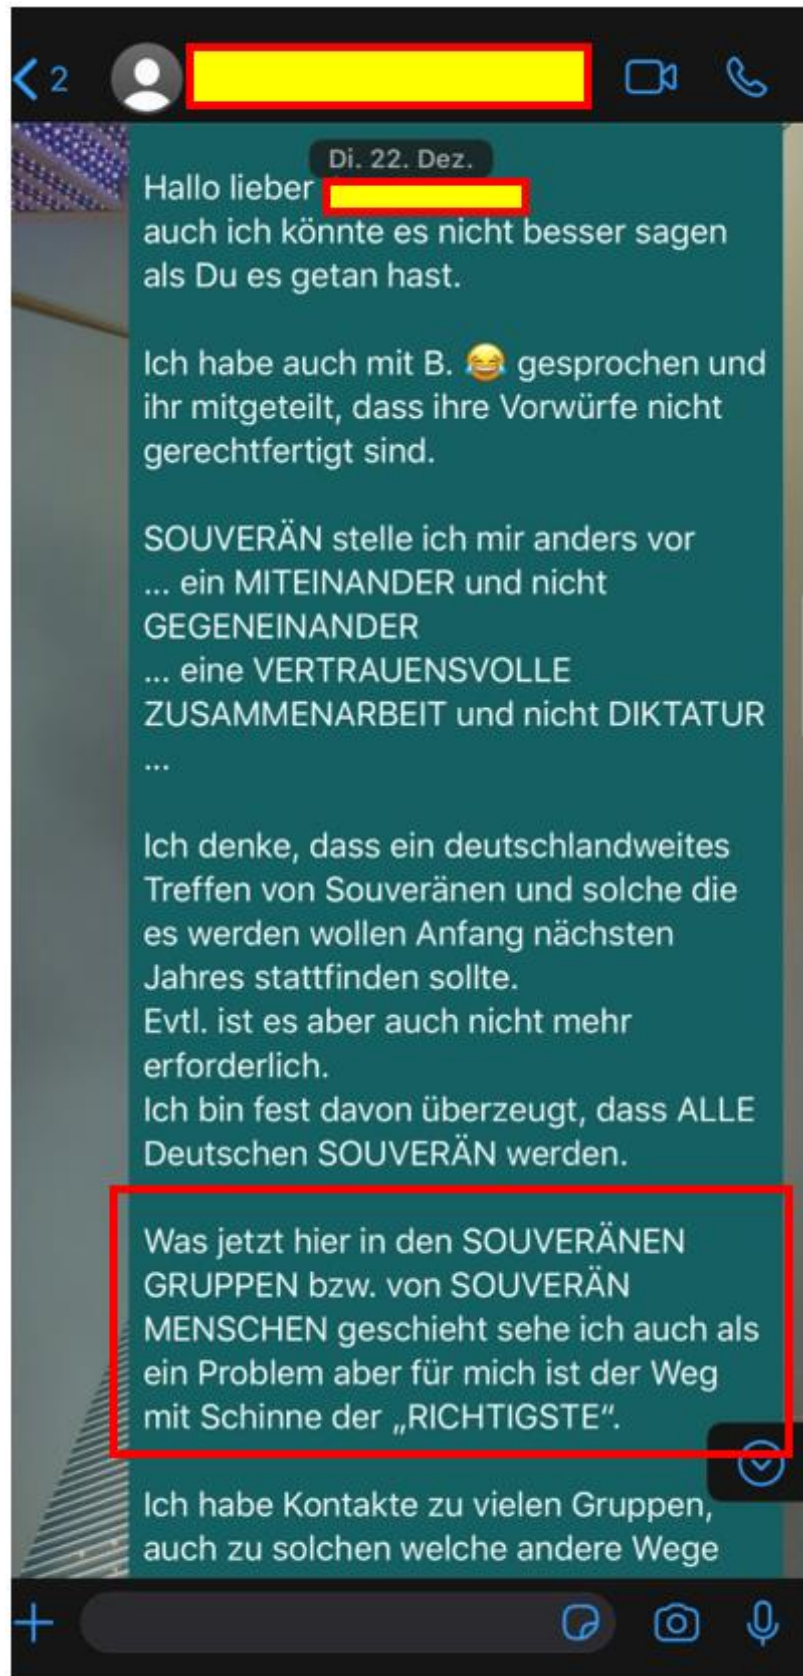 2
Di. 22. Dez.
Hallo lieber
auch ich könnte es nicht besser sagen
als Du es getan hast.
Ich habe auch mit B. 😂 gesprochen und
ihr mitgeteilt, dass ihre Vorwürfe nicht
gerechtfertigt sind.
SOUVERÄN stelle ich mir anders vor
... ein MITEINANDER und nicht
GEGENEINANDER
... eine VERTRAUENSVOLLE
ZUSAMMENARBEIT und nicht DIKTATUR
...
Ich denke, dass ein deutschlandweites
Treffen von Souveränen und solche die
es werden wollen Anfang nächsten
Jahres stattfinden sollte.
Evtl. ist es aber auch nicht mehr
erforderlich.
Ich bin fest davon überzeugt, dass ALLE
Deutschen SOUVERÄN werden.
Was jetzt hier in den SOUVERÄNEN
GRUPPEN bzw. von SOUVERÄN
MENSCHEN geschieht sehe ich auch als
ein Problem aber für mich ist der Weg
mit Schinne der „RICHTIGSTE“.
Ich habe Kontakte zu vielen Gruppen,
auch zu solchen welche andere Wege